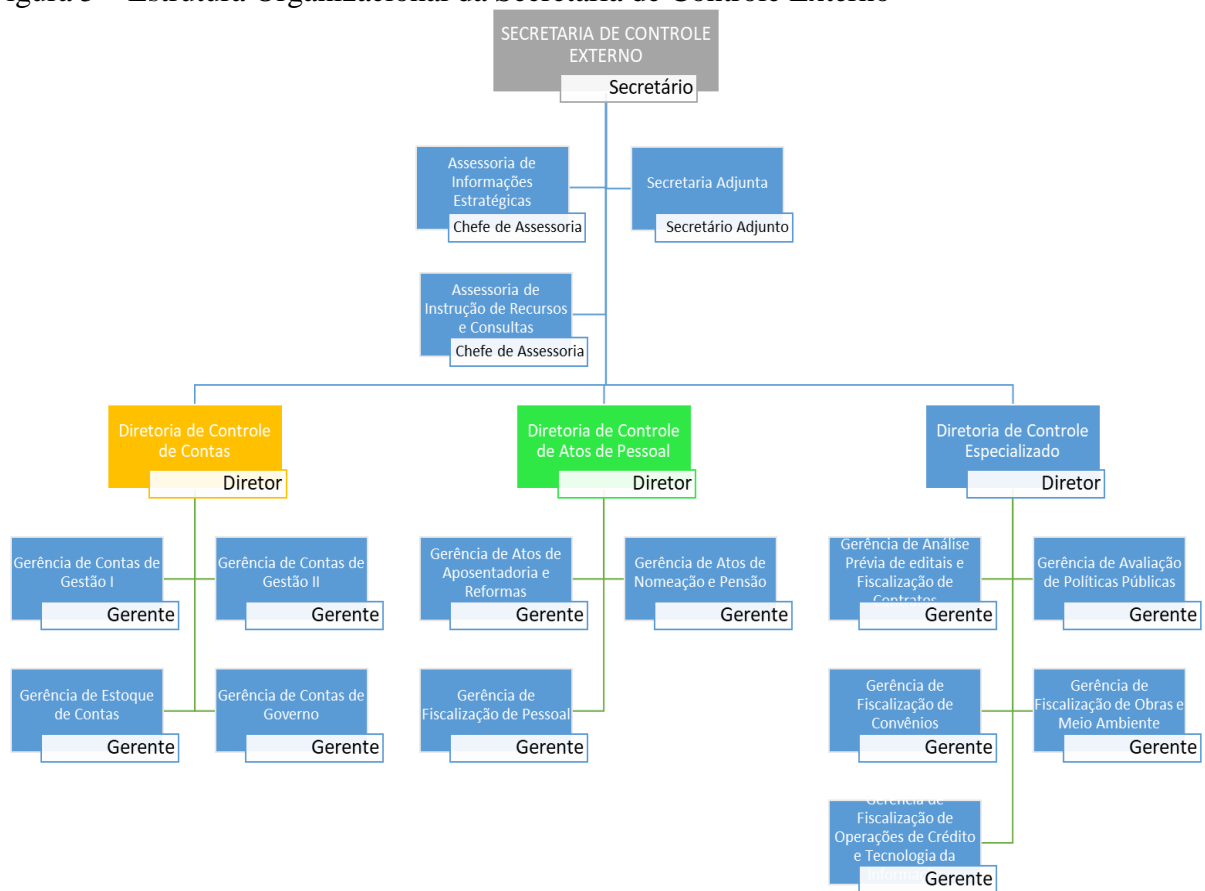 Figura 3 – Estrutura Organizacional da Secretaria de Controle Externo
SECRETARIA DE CONTROLE
EXTERNO
Secretário
Assessoria de
Informações
Estratégicas
Chefe de Assessoria
Secretaria Adjunta
Secretário Adjunto
Assessoria de
Instrução de Recursos
e Consultas
Chefe de Assessoria
Diretoria de Controle
de Contas
Diretor
Diretoria de Controle
de Atos de Pessoal
Diretor
Diretoria de Controle
Especializado
Diretor
Gerência de Contas de
Gestão I
Gerente
Gerência de Contas de
Gestão II
Gerente
Gerência de Atos de
Aposentadoria e
Reformas
Gerente
Gerência de Atos de
Nomeação e Pensão
Gerente
Gerência de Análise
Prévia de editais e
Fiscalização de
Contratos
Gerente
Gerência de Avaliação
de Políticas Públicas
Gerente
Gerência de Estoque
de Contas
Gerente
Gerência de Contas de
Governo
Gerente
Gerência de
Fiscalização de Pessoal
Gerente
Gerência de
Fiscalização de
Convênios
Gerente
Gerência de
Fiscalização de Obras e
Meio Ambiente
Gerente
Gerência de
Fiscalização de
Operações de Crédito
e Tecnologia da
Gerente